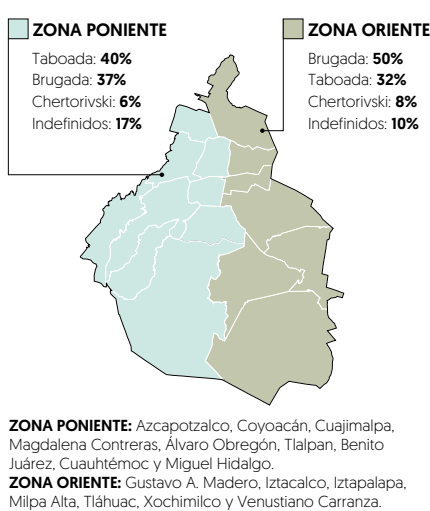 ZONA PONIENTE
Taboada: 40%
Brugada: 37%
Chertorivski: 6%
Indefinidos: 17%
ZONA ORIENTE
Brugada: 50%
Taboada: 32%
Chertorivski: 8%
Indefinidos: 10%
ZONA PONIENTE: Azcapotzalco, Coyoacán, Cuajimalpa,
Magdalena Contreras, Álvaro Obregón, Tlalpan, Benito
Juárez, Cuauhtémoc y Miguel Hidalgo.
ZONA ORIENTE: Gustavo A. Madero, Iztacalco, Iztapalapa,
Milpa Alta, Tláhuac, Xochimilco y Venustiano Carranza.